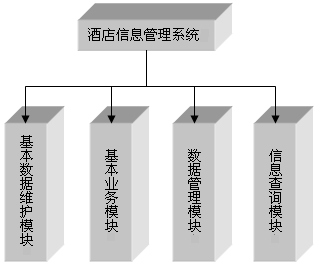 酒店信息管理系统
基本数据维护模块
基本业务模块
数据管理模块
信息查询模块